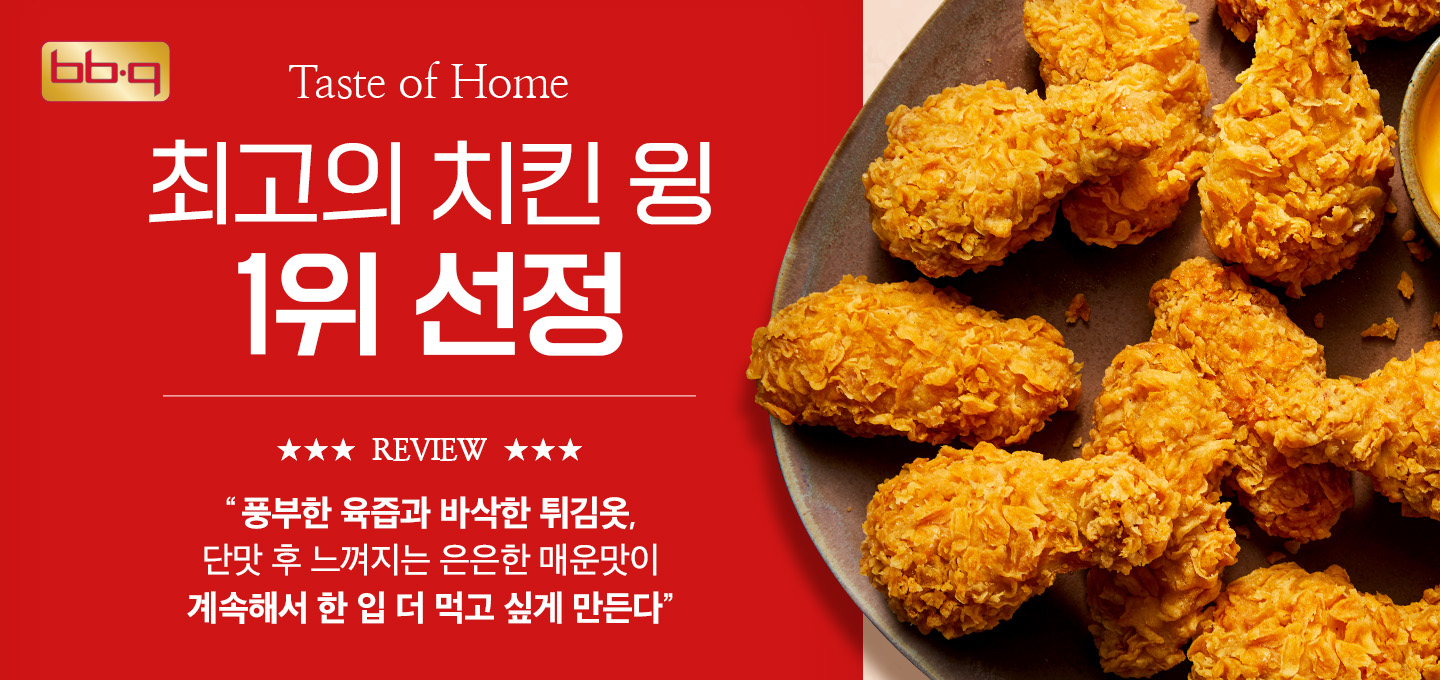 bb.q
Taste of Home
최고의 치킨 윙
1위 선정
★★★ REVIEW ★★★
“풍부한 육즙과 바삭한 튀김옷,
단맛 후 느껴지는 은은한 매운맛이
계속해서 한 입 더 먹고 싶게 만든다”